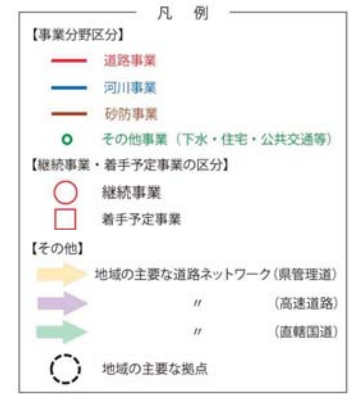 凡 例
【事業分野区分】
道路事業
河川事業
砂防事業
その他事業（下水・住宅・公共交通等）
【継続事業・着手予定事業の区分】
継続事業
着手予定事業
【その他】
地域の主要な道路ネットワーク（県管理道）
〃 （高速道路）
〃 （直轄国道）
地域の主要な拠点